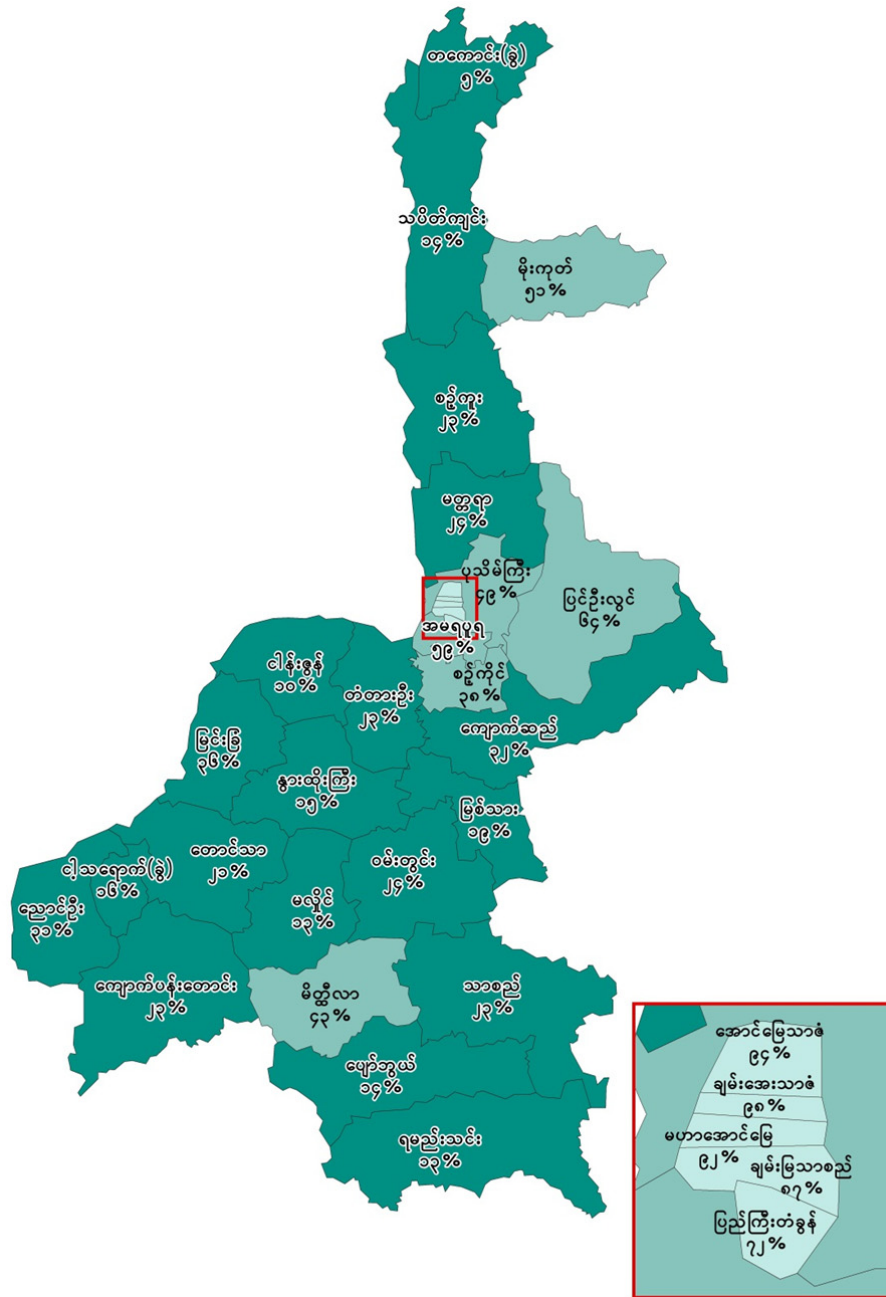 တကောင်း(ခွဲ)
၅%
သပိတ်ကျင်း
၁၄%
မိုးကုတ်
၅၁%
စဉ့်ကူး
၂၃%
မတ္တရာ
၂၄%
ပုသိမ်ကြီး
၄၉%
ပြင်ဦးလွင်
၆၄%
အမရပူရ
၅၉%
စဉ့်ကိုင်
၃၈%
ငါန်းဇွန်
၁၀%
တံတားဦး
၂၃%
ကျောက်ဆည်
၃၂%
မြင်းခြံ
၃၆%
နွားထိုးကြီး
၁၅%
မြစ်သား
၁၉%
တောင်သာ
၂၁%
ဝမ်းတွင်း
၂၄%
ငါ့သရောက်(ခွဲ)
၁၆%
မလှိုင်
၁၃%
ညောင်ဦး
၃၁%
ကျောက်ပန်းတောင်း
၂၃%
မိတ္ထီလာ
၄၃%
သာစည်
၂၃%
ပျော်ဘွယ်
၁၄%
ရမည်းသင်း
၁၃%
အောင်မြေသာဇံ
၉၄%
ချမ်းအေးသာဇံ
၉၈%
မဟာအောင်မြေ
၉၂%
ချမ်းမြသာစည်
၈၇%
ပြည်ကြီးတံခွန်
၇၂%